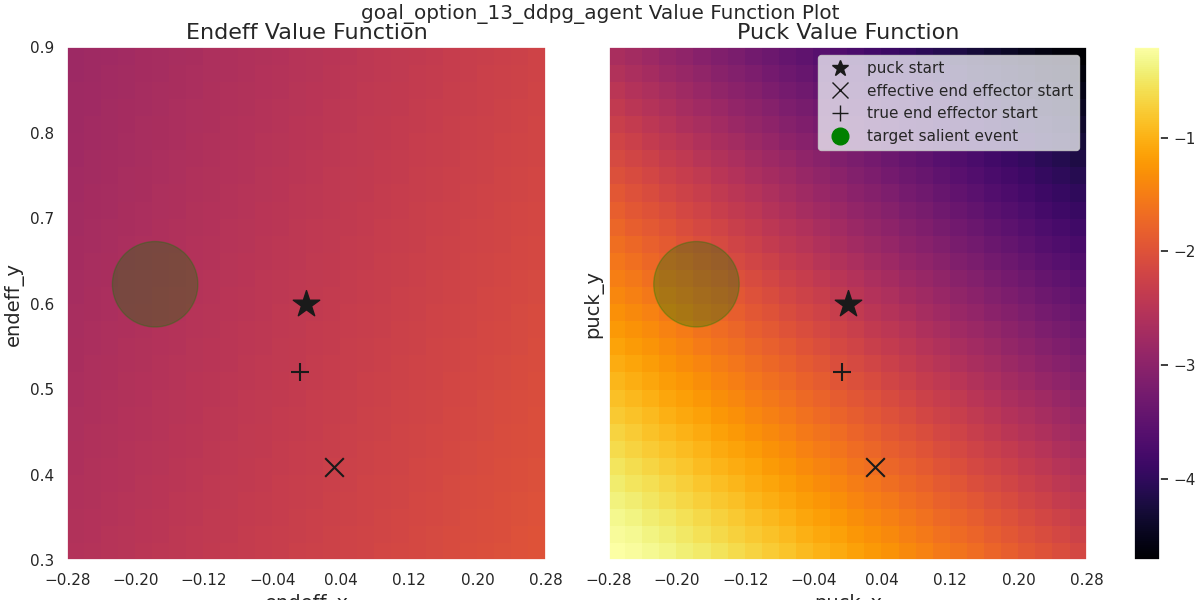 goal_option_13_ddpg_agent Value Function Plot
Endeff Value Function
Puck Value Function
0.9
0.8
0.7
0.6
0.5
0.4
0.3
endeff_y
−0.28 −0.20 −0.12 −0.04 0.04 0.12 0.20 0.28
endeff_x
puck_y
puck start
effective end effector start
true end effector start
target salient event
−0.28 −0.20 −0.12 −0.04 0.04 0.12 0.20 0.28
puck_x
−1
−2
−3
−4